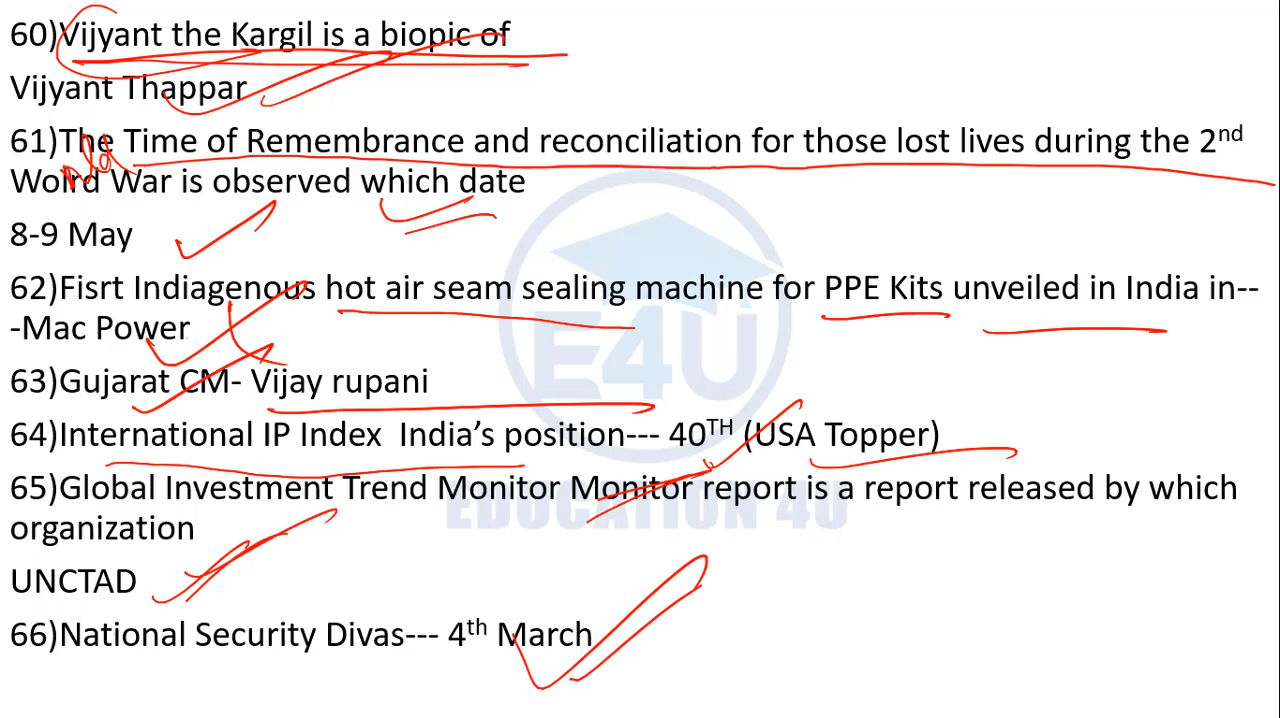 60)Vijyant the Kargil is a biopic of
Vijyant Thappar
61)The Time of Remembrance and reconciliation for those lost lives during the 2nd
Wolrd War is observed which date
8-9 May
62)Fisrt Indiagenous hot air seam sealing machine for PPE Kits unveiled in India in--
-Mac Power
63)Gujarat CM- Vijay rupani
64)International IP Index India’s position--- 40TH (USA Topper)
65)Global Investment Trend Monitor Monitor report is a report released by which
organization
UNCTAD
66)National Security Divas--- 4th March
E4U
EDUCATION 4U